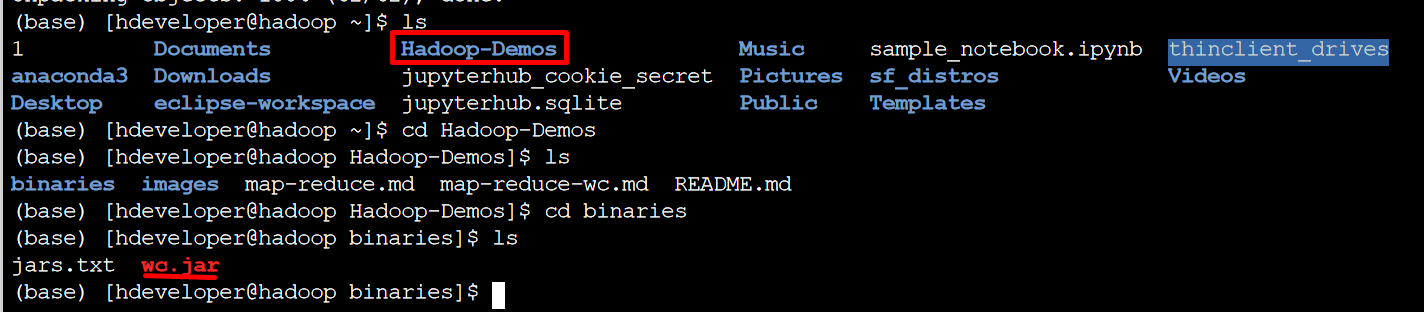 (base) [hdeveloper@hadoop ~]$ ls
1 Documents Hadoop-Demos Music sample_notebook.ipynb thinclient_drives
anaconda3 Downloads jupyterhub_cookie_secret Pictures sf_distros Videos
Desktop eclipse-workspace jupyterhub.sqlite Public Templates
(base) [hdeveloper@hadoop ~]$ cd Hadoop-Demos
(base) [hdeveloper@hadoop Hadoop-Demos]$ ls
binaries images map-reduce.md map-reduce-wc.md README.md
(base) [hdeveloper@hadoop Hadoop-Demos]$ cd binaries
(base) [hdeveloper@hadoop binaries]$ ls
jars.txt wc.jar
(base) [hdeveloper@hadoop binaries]$